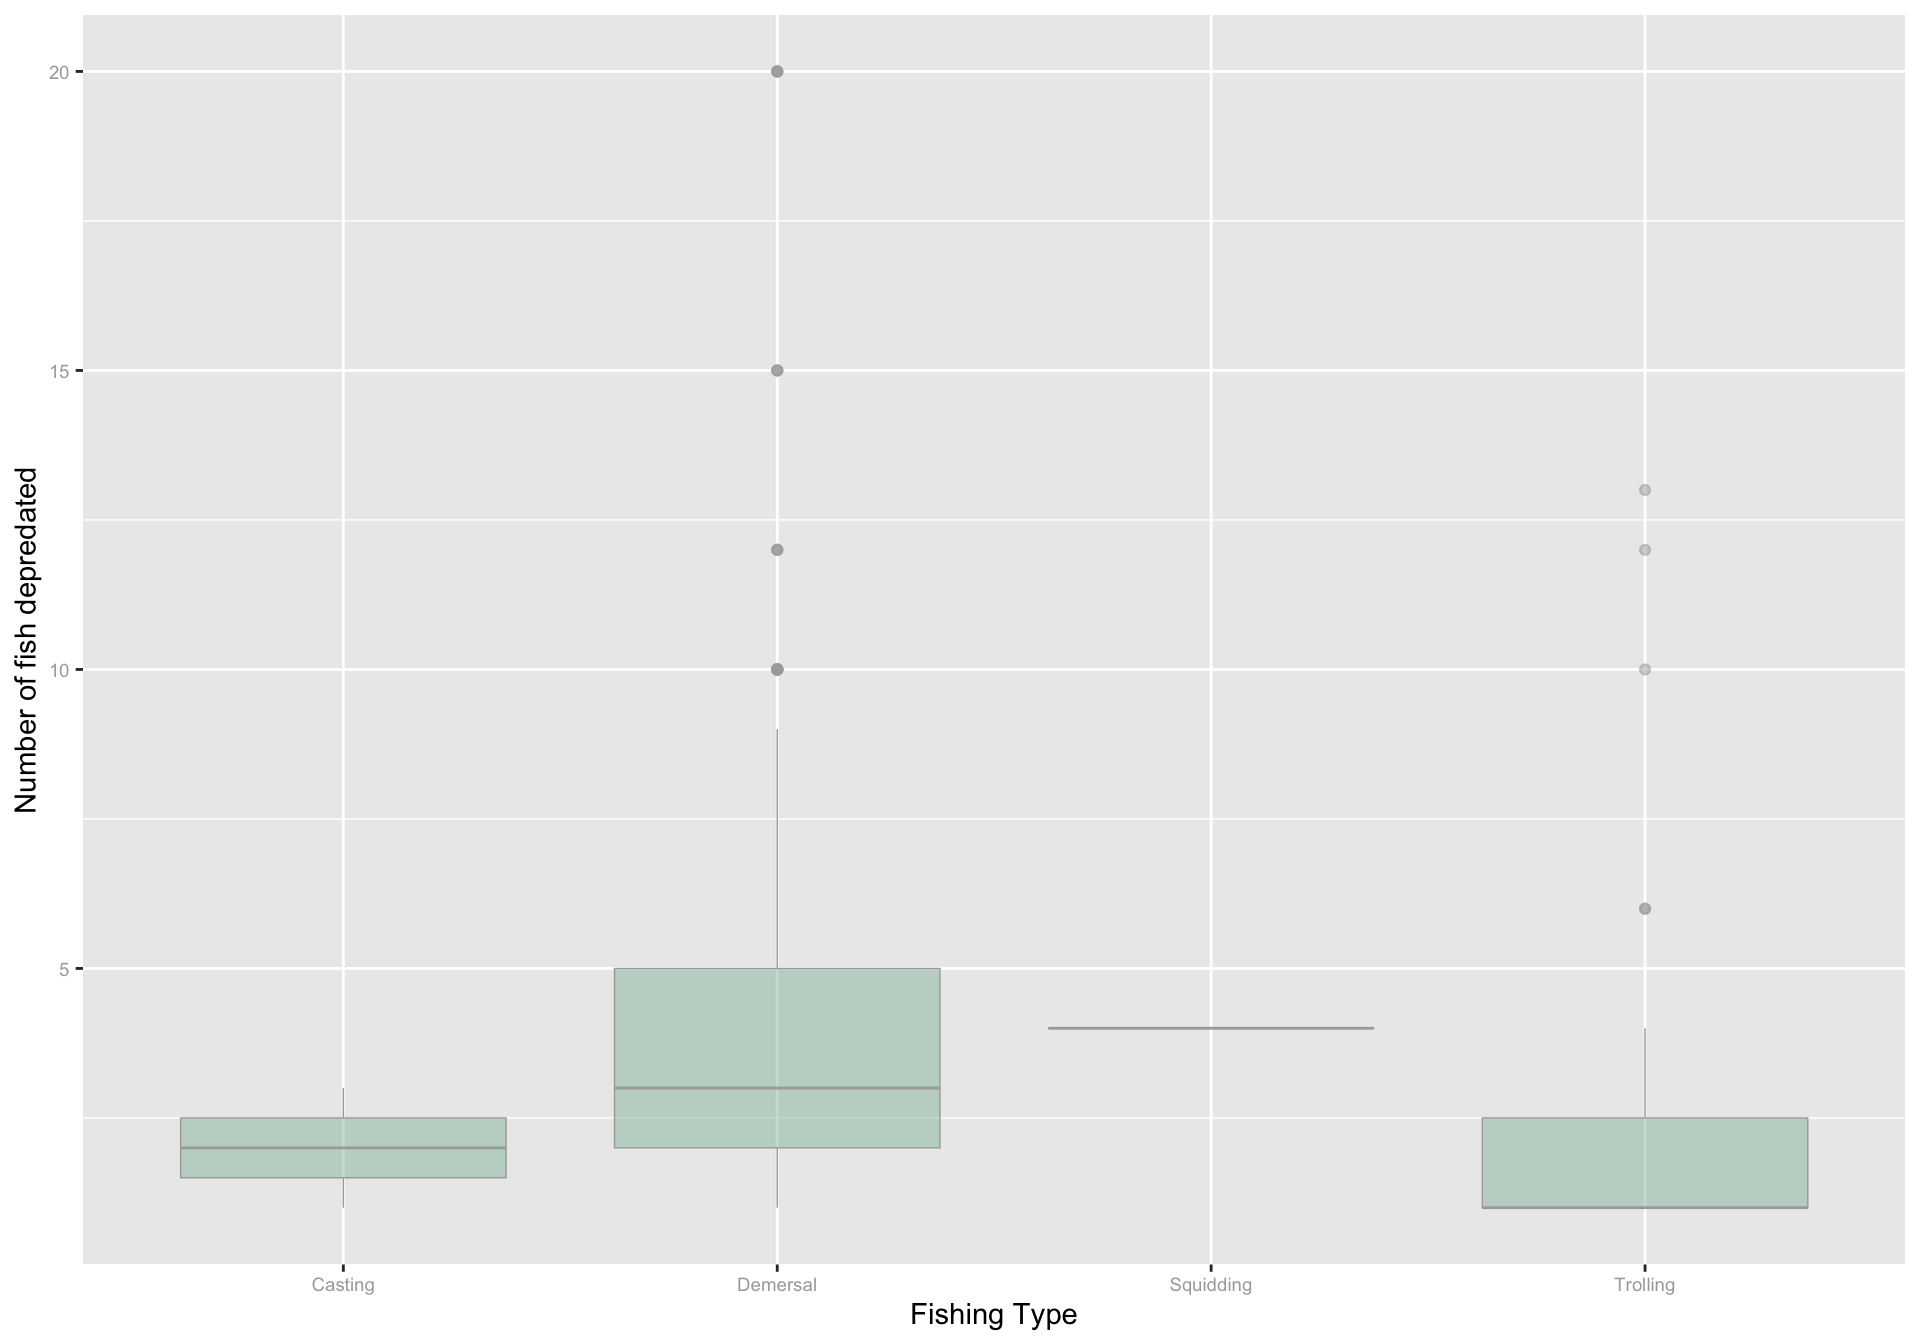 20
15
10
5
Number of fish depredated
Casting
Demersal
Squidding
Trolling
Fishing Type